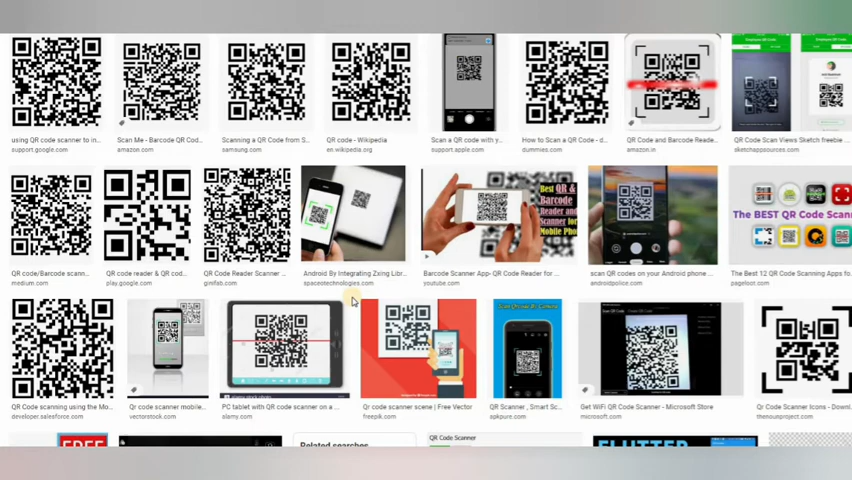 using QR code scanner to in...
support.google.com
Scan Me - Barcode QR Cod...
amazon.com
Scanning a QR Code from S...
samsung.com
QR code - Wikipedia
en.wikipedia.org
Scan a QR code with y...
support.apple.com
How to Scan a QR Code - d...
dummies.com
QR Code and Barcode Reade...
amazon.in
QR Code Scan Views Sketch freebie ...
sketchappsources.com
Best QR &
Barcode
Reader and
Scanner for
Mobile Pho
The BEST QR Code Scanne
QR code/Barcode scann...
medium.com
QR code reader & QR cod...
play.google.com
QR Code Reader Scanner ...
gimifab.com
Android By Integrating Zxing Libr...
spaceotechnologies.com
Barcode Scanner App- QR Code Reader for ...
youtube.com
scan QR codes on your Android phone ...
androidpolice.com
The Best 12 QR Code Scanning Apps fo
pageloot.com
QR Code scanning using the Mo...
developer.salesforce.com
Qr code scanner mobile...
vectorstock.com
PC tablet with QR code scanner on a ...
alamy.com
Qr code scanner scene | Free Vector
freepik.com
QR Scanner , Smart Sc...
apkpure.com
Get WiFi QR Code Scanner - Microsoft Store
microsoft.com
Qr Code Scanner Icons - Downl
thenounproject.com
FREE
Related searches
QR Code Scanner
FLUTTER